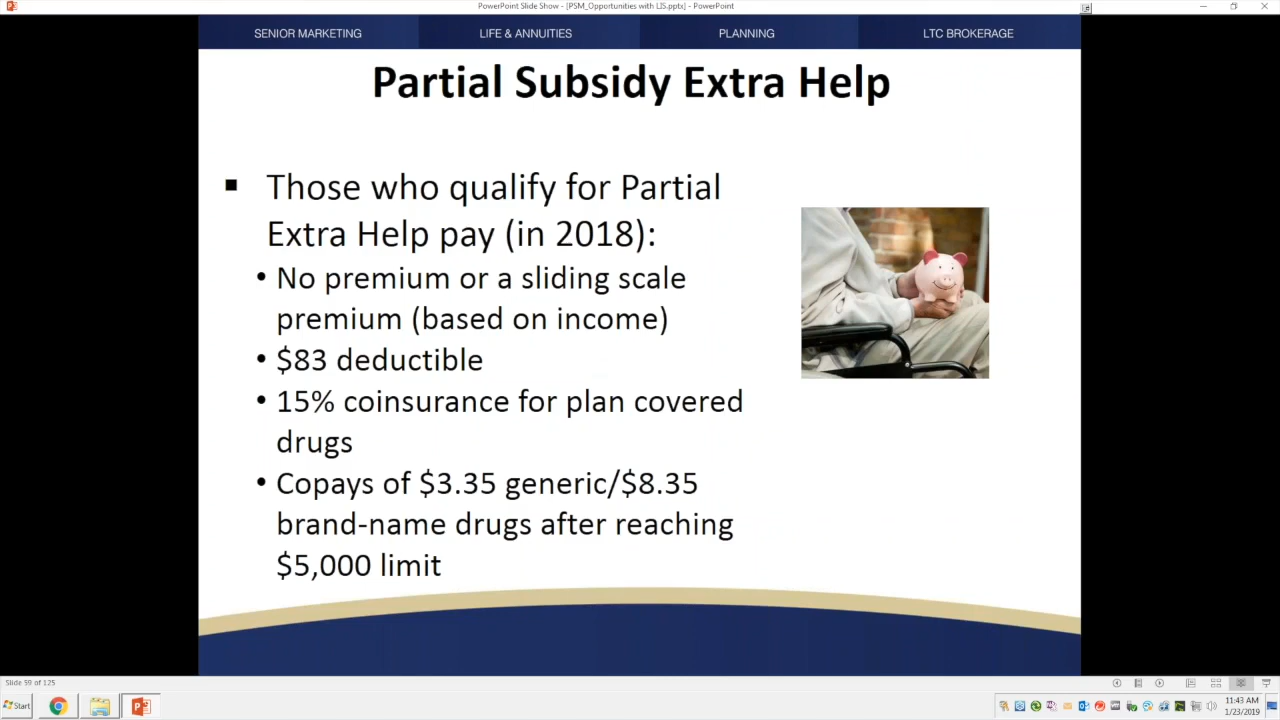 PowerPoint Slide Show - [PSM_Opportunities with LIS.pptx] - PowerPoint
SENIOR MARKETING LIFE & ANNUITIES PLANNING LTC BROKERAGE
Partial Subsidy Extra Help
▪ Those who qualify for Partial
Extra Help pay (in 2018):
• No premium or a sliding scale
premium (based on income)
• $83 deductible
• 15% coinsurance for plan covered
drugs
• Copays of $3.35 generic/$8.35
brand-name drugs after reaching
$5,000 limit
Slide 59 of 125
Start
11:43 AM
1/23/2019